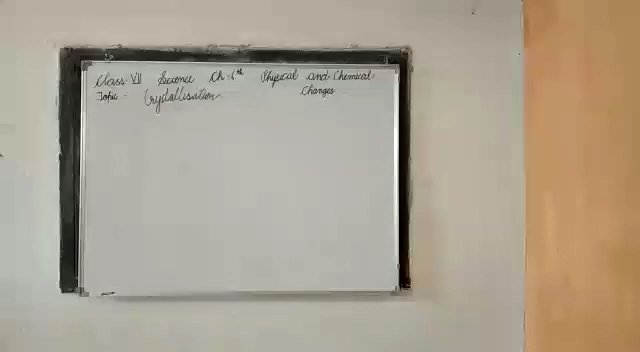 Class-VII Science Ch-6th Physical and Chemical
Changes
Topic - Crystallisation